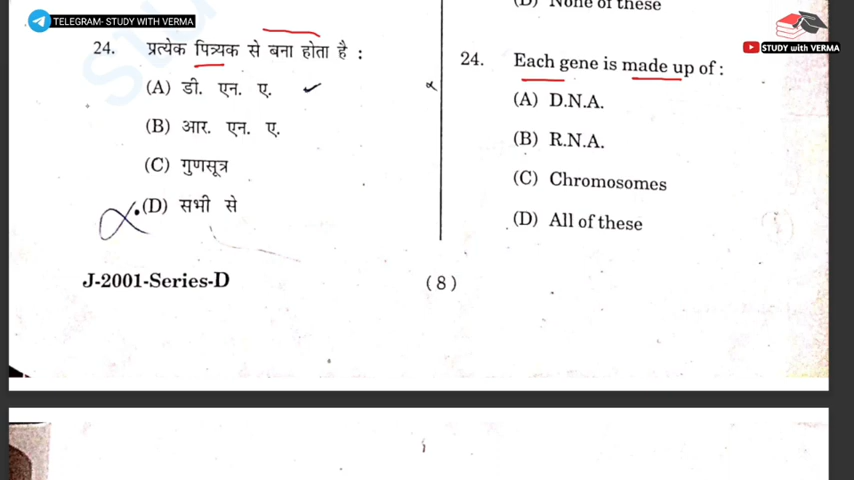 TELEGRAM- STUDY WITH VERMA
24. प्रत्येक पित्र्यक से बना होता है :
(A) डी. एन. ए.
(B) आर. एन. ए.
(C) गुणसूत्र
(D) सभी से
J-2001-Series-D
(8)
(D) None of these
24. Each gene is made up of :
(A) D.N.A.
(B) R.N.A.
(C) Chromosomes
(D) All of these
STUDY with VERMA